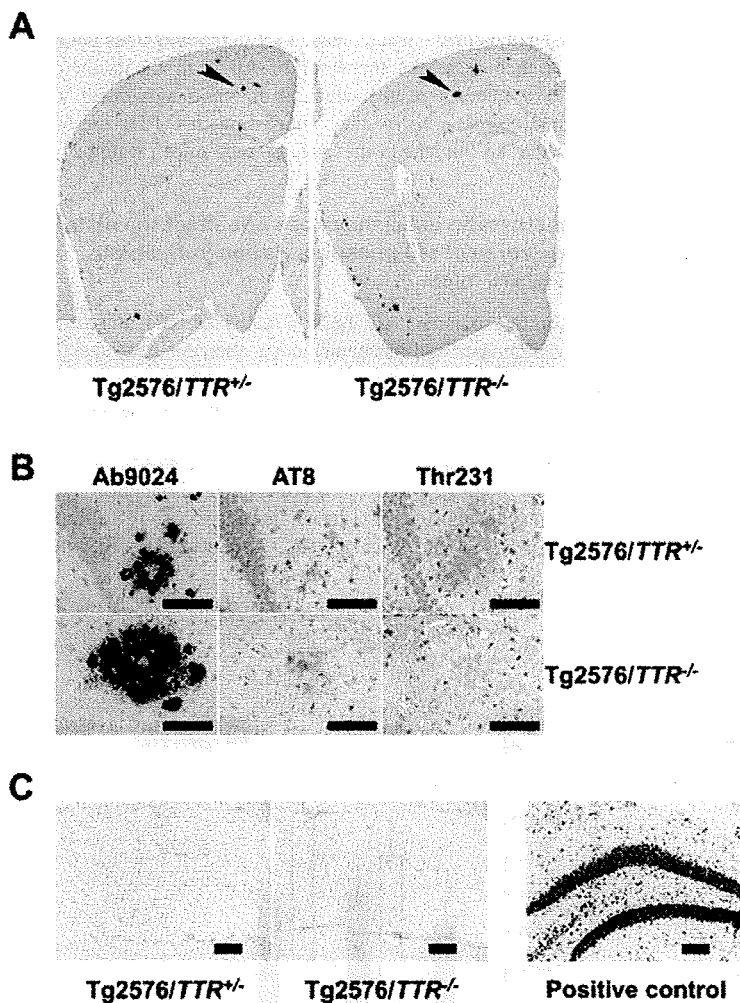 A
Tg2576/TTR+/- Tg2576/TTR-/-
B
Ab9024 AT8 Thr231
Tg2576/TTR+/-
Tg2576/TTR-/-
C
Tg2576/TTR+/- Tg2576/TTR-/- Positive control